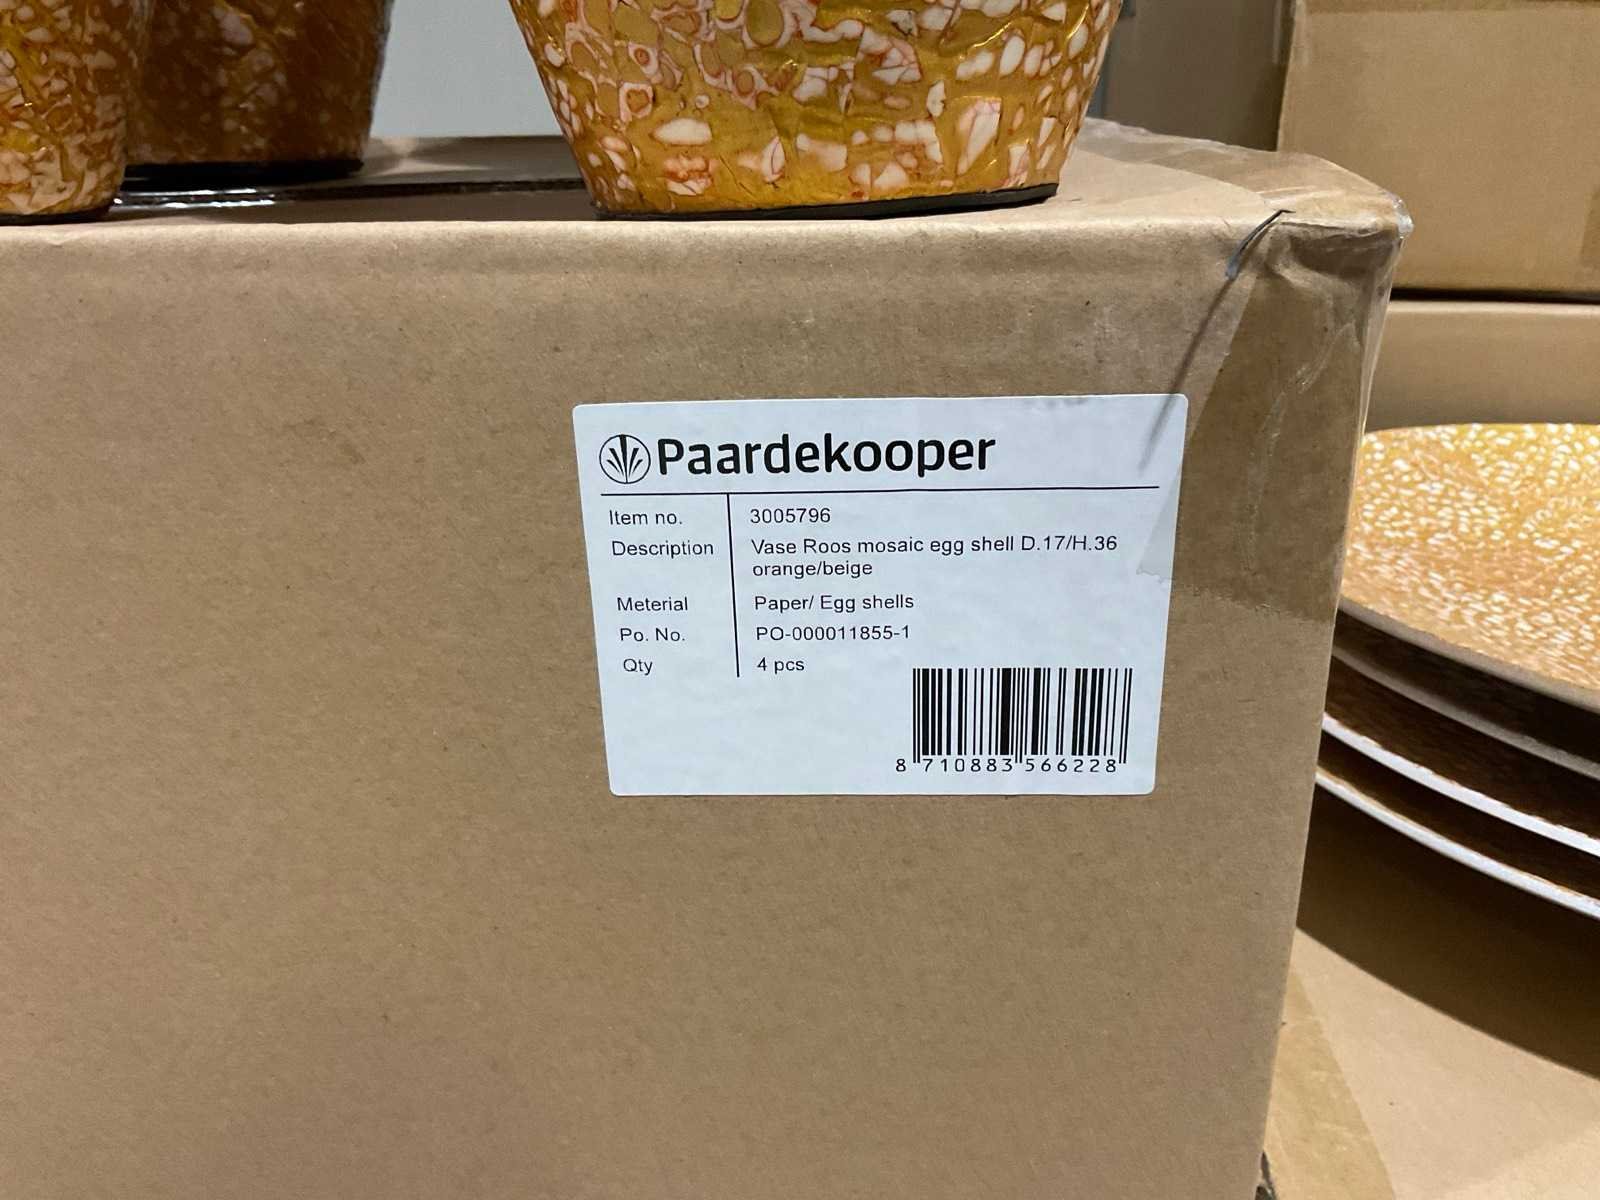 Paardekooper
Item no. 3005796
Description Vase Roos mosaic egg shell D.17/H.36
orange/beige
Meterial Paper/ Egg shells
Po. No. PO-000011855-1
Qty 4 pcs
8 710883 566228